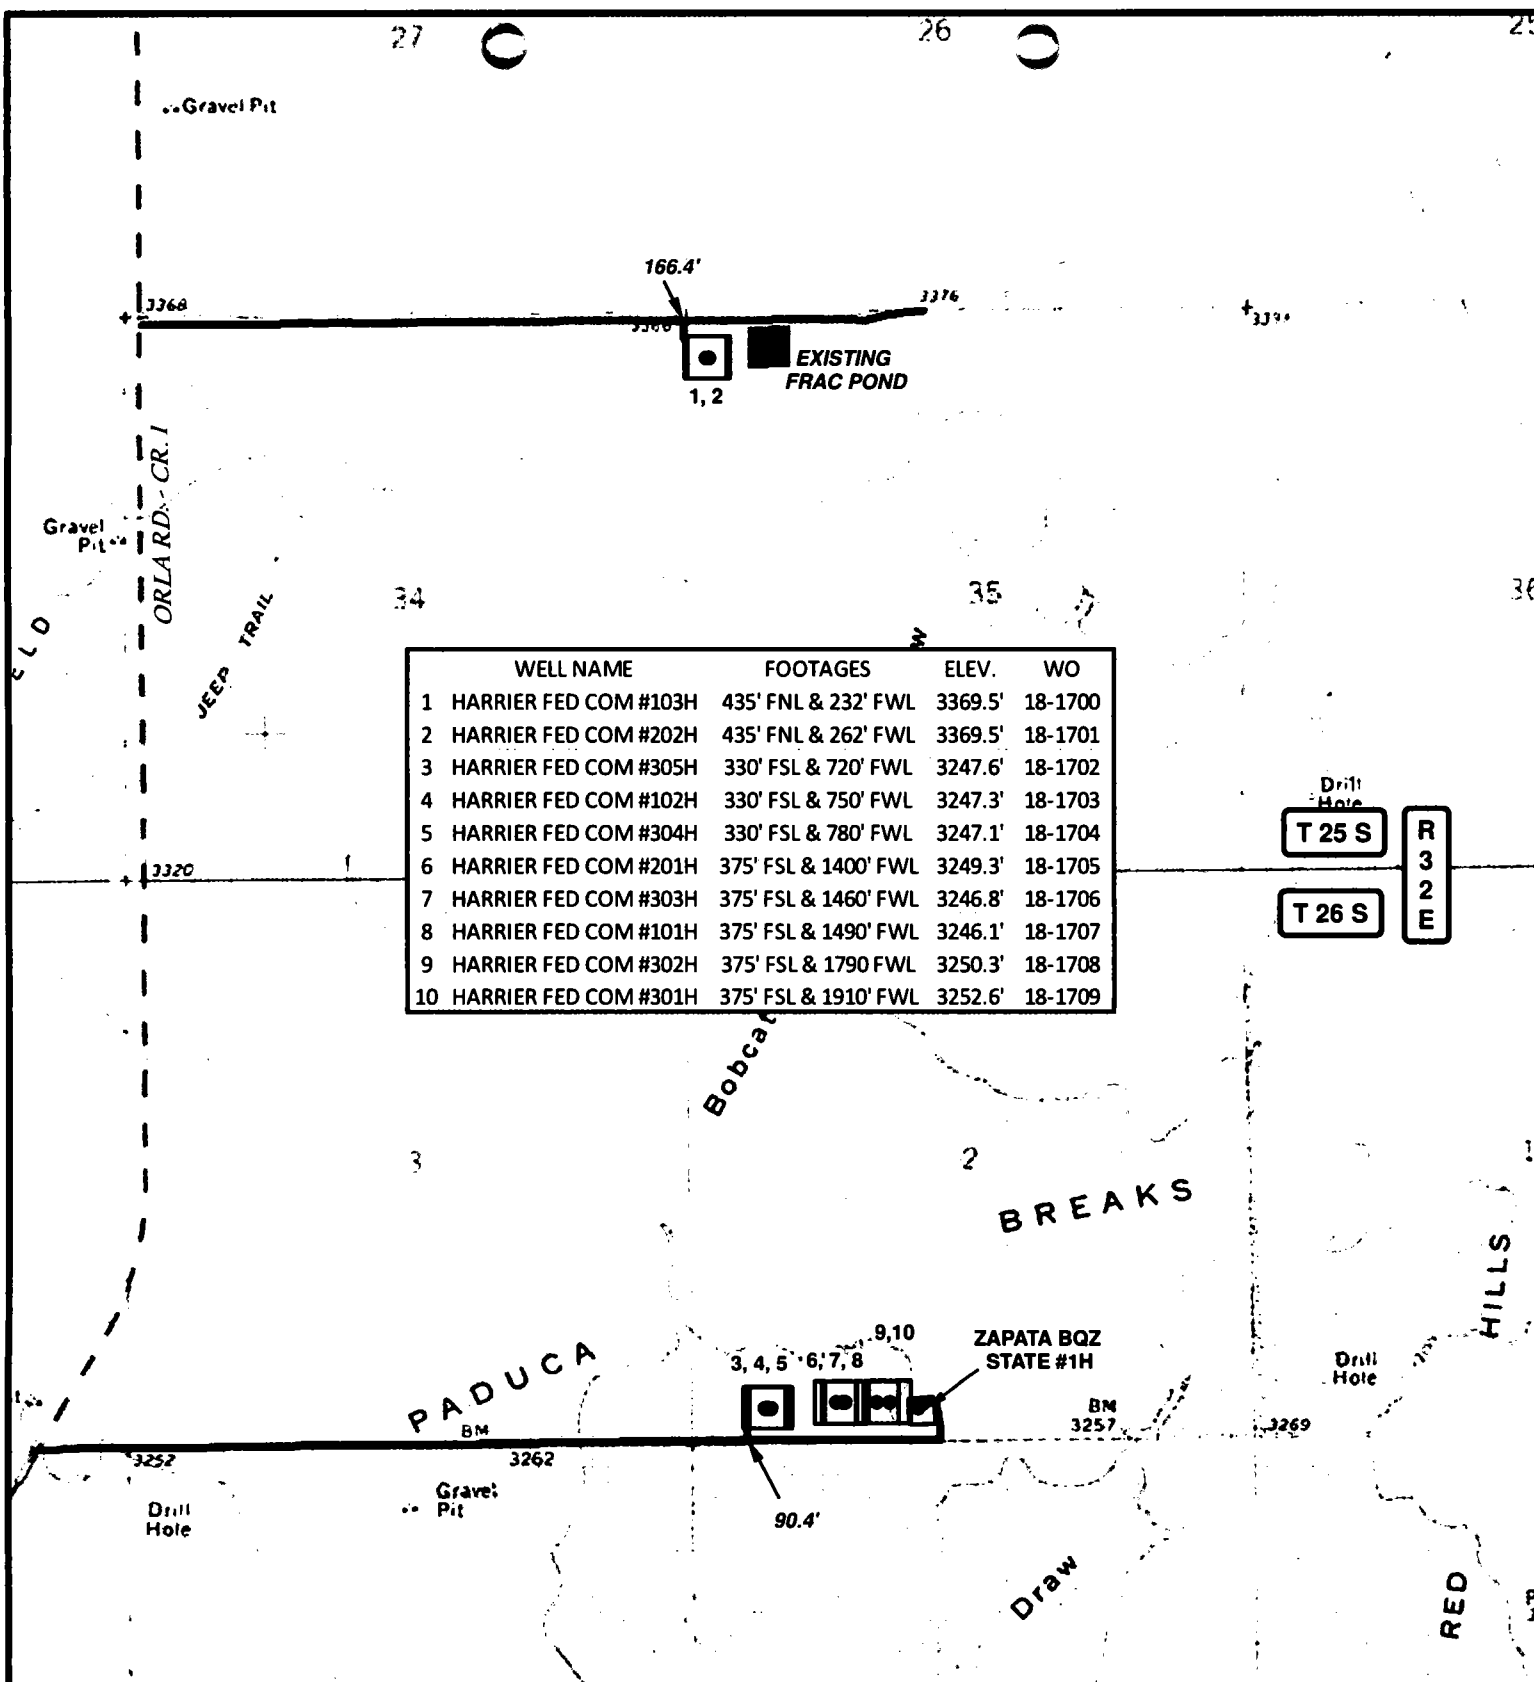 27
26
Gravel Pit
166.4'
3368
3376
EXISTING
FRAC POND
1, 2
ORLA RD. - CR. 1
Gravel
Pit
34
35
JEEP TRAIL
WELL NAME FOOTAGES ELEV. WO
1 HARRIER FED COM #103H 435' FNL & 232' FWL 3369.5' 18-1700
2 HARRIER FED COM #202H 435' FNL & 262' FWL 3369.5' 18-1701
3 HARRIER FED COM #305H 330' FSL & 720' FWL 3247.6' 18-1702
4 HARRIER FED COM #102H 330' FSL & 750' FWL 3247.3' 18-1703
5 HARRIER FED COM #304H 330' FSL & 780' FWL 3247.1' 18-1704
6 HARRIER FED COM #201H 375' FSL & 1400' FWL 3249.3' 18-1705
7 HARRIER FED COM #303H 375' FSL & 1460' FWL 3246.8' 18-1706
8 HARRIER FED COM #101H 375' FSL & 1490' FWL 3246.1' 18-1707
9 HARRIER FED COM #302H 375' FSL & 1790 FWL 3250.3' 18-1708
10 HARRIER FED COM #301H 375' FSL & 1910' FWL 3252.6' 18-1709
Drill
Hole
T 25 S
R
3
2
E
T 26 S
3320
Bobcat
3
2
BREAKS
HILLS
PADUCA
9,10
3, 4, 5
6, 7, 8
ZAPATA BQZ
STATE #1H
Drill
Hole
BM
3257
3269
BM
3252
3262
Gravel
Pit
Drill
Hole
90.4'
Draw
RED